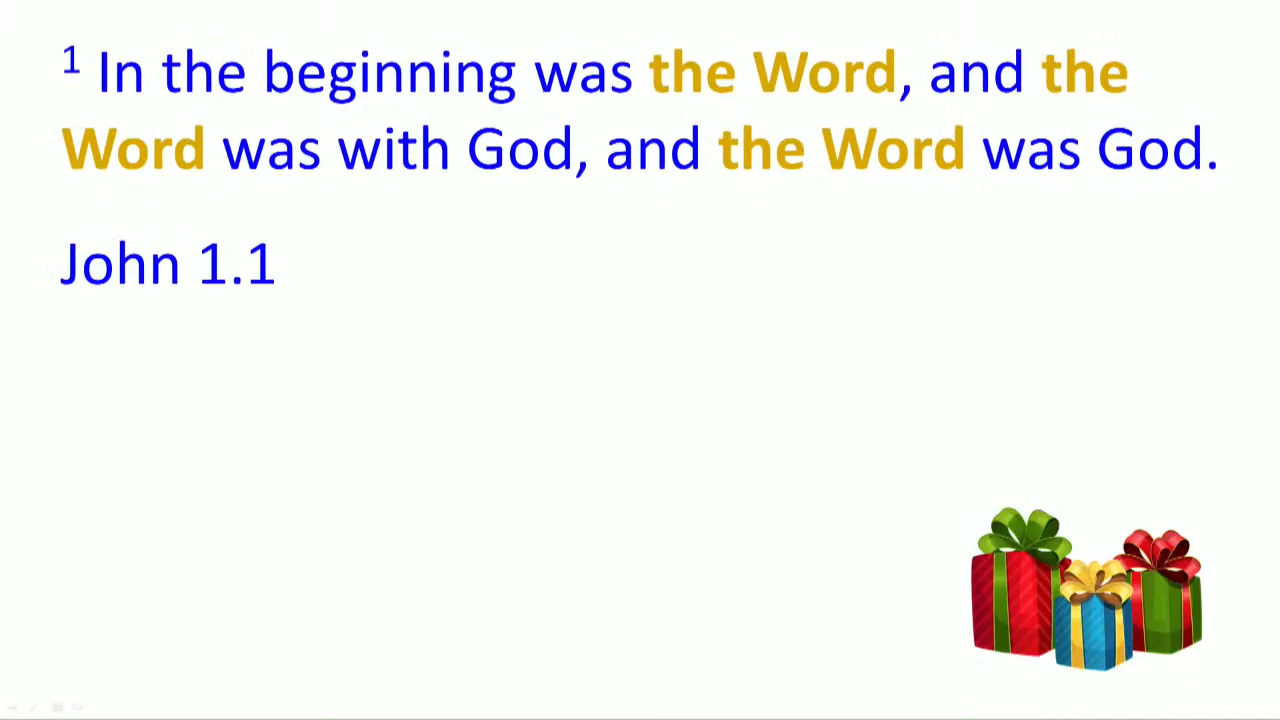 1 In the beginning was the Word, and the
Word was with God, and the Word was God.
John 1.1